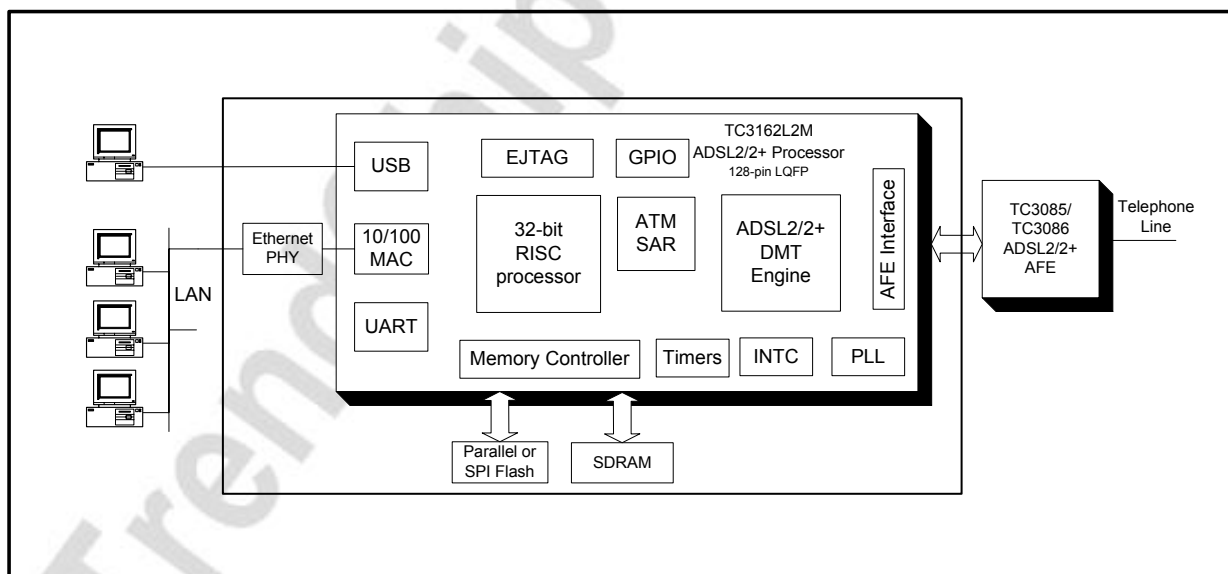 TC3162L2M
ADSL2/2+ Processor
128-pin LQFP
USB
EJTAG
GPIO
Ethernet
PHY
10/100
MAC
32-bit
RISC
processor
ATM
SAR
ADSL2/2+
DMT
Engine
AFE Interface
TC3085/
TC3086
ADSL2/2+
AFE
Telephone
Line
LAN
UART
Memory Controller
Timers
INTC
PLL
Parallel or
SPI Flash
SDRAM
Trendchip